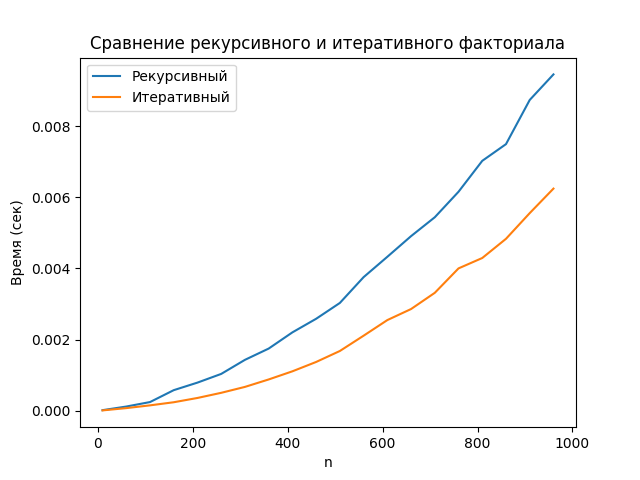 Сравнение рекурсивного и итеративного факториала
Рекурсивный
Итеративный
Время (сек)
0.008
0.006
0.004
0.002
0.000
0 200 400 600 800 1000
n